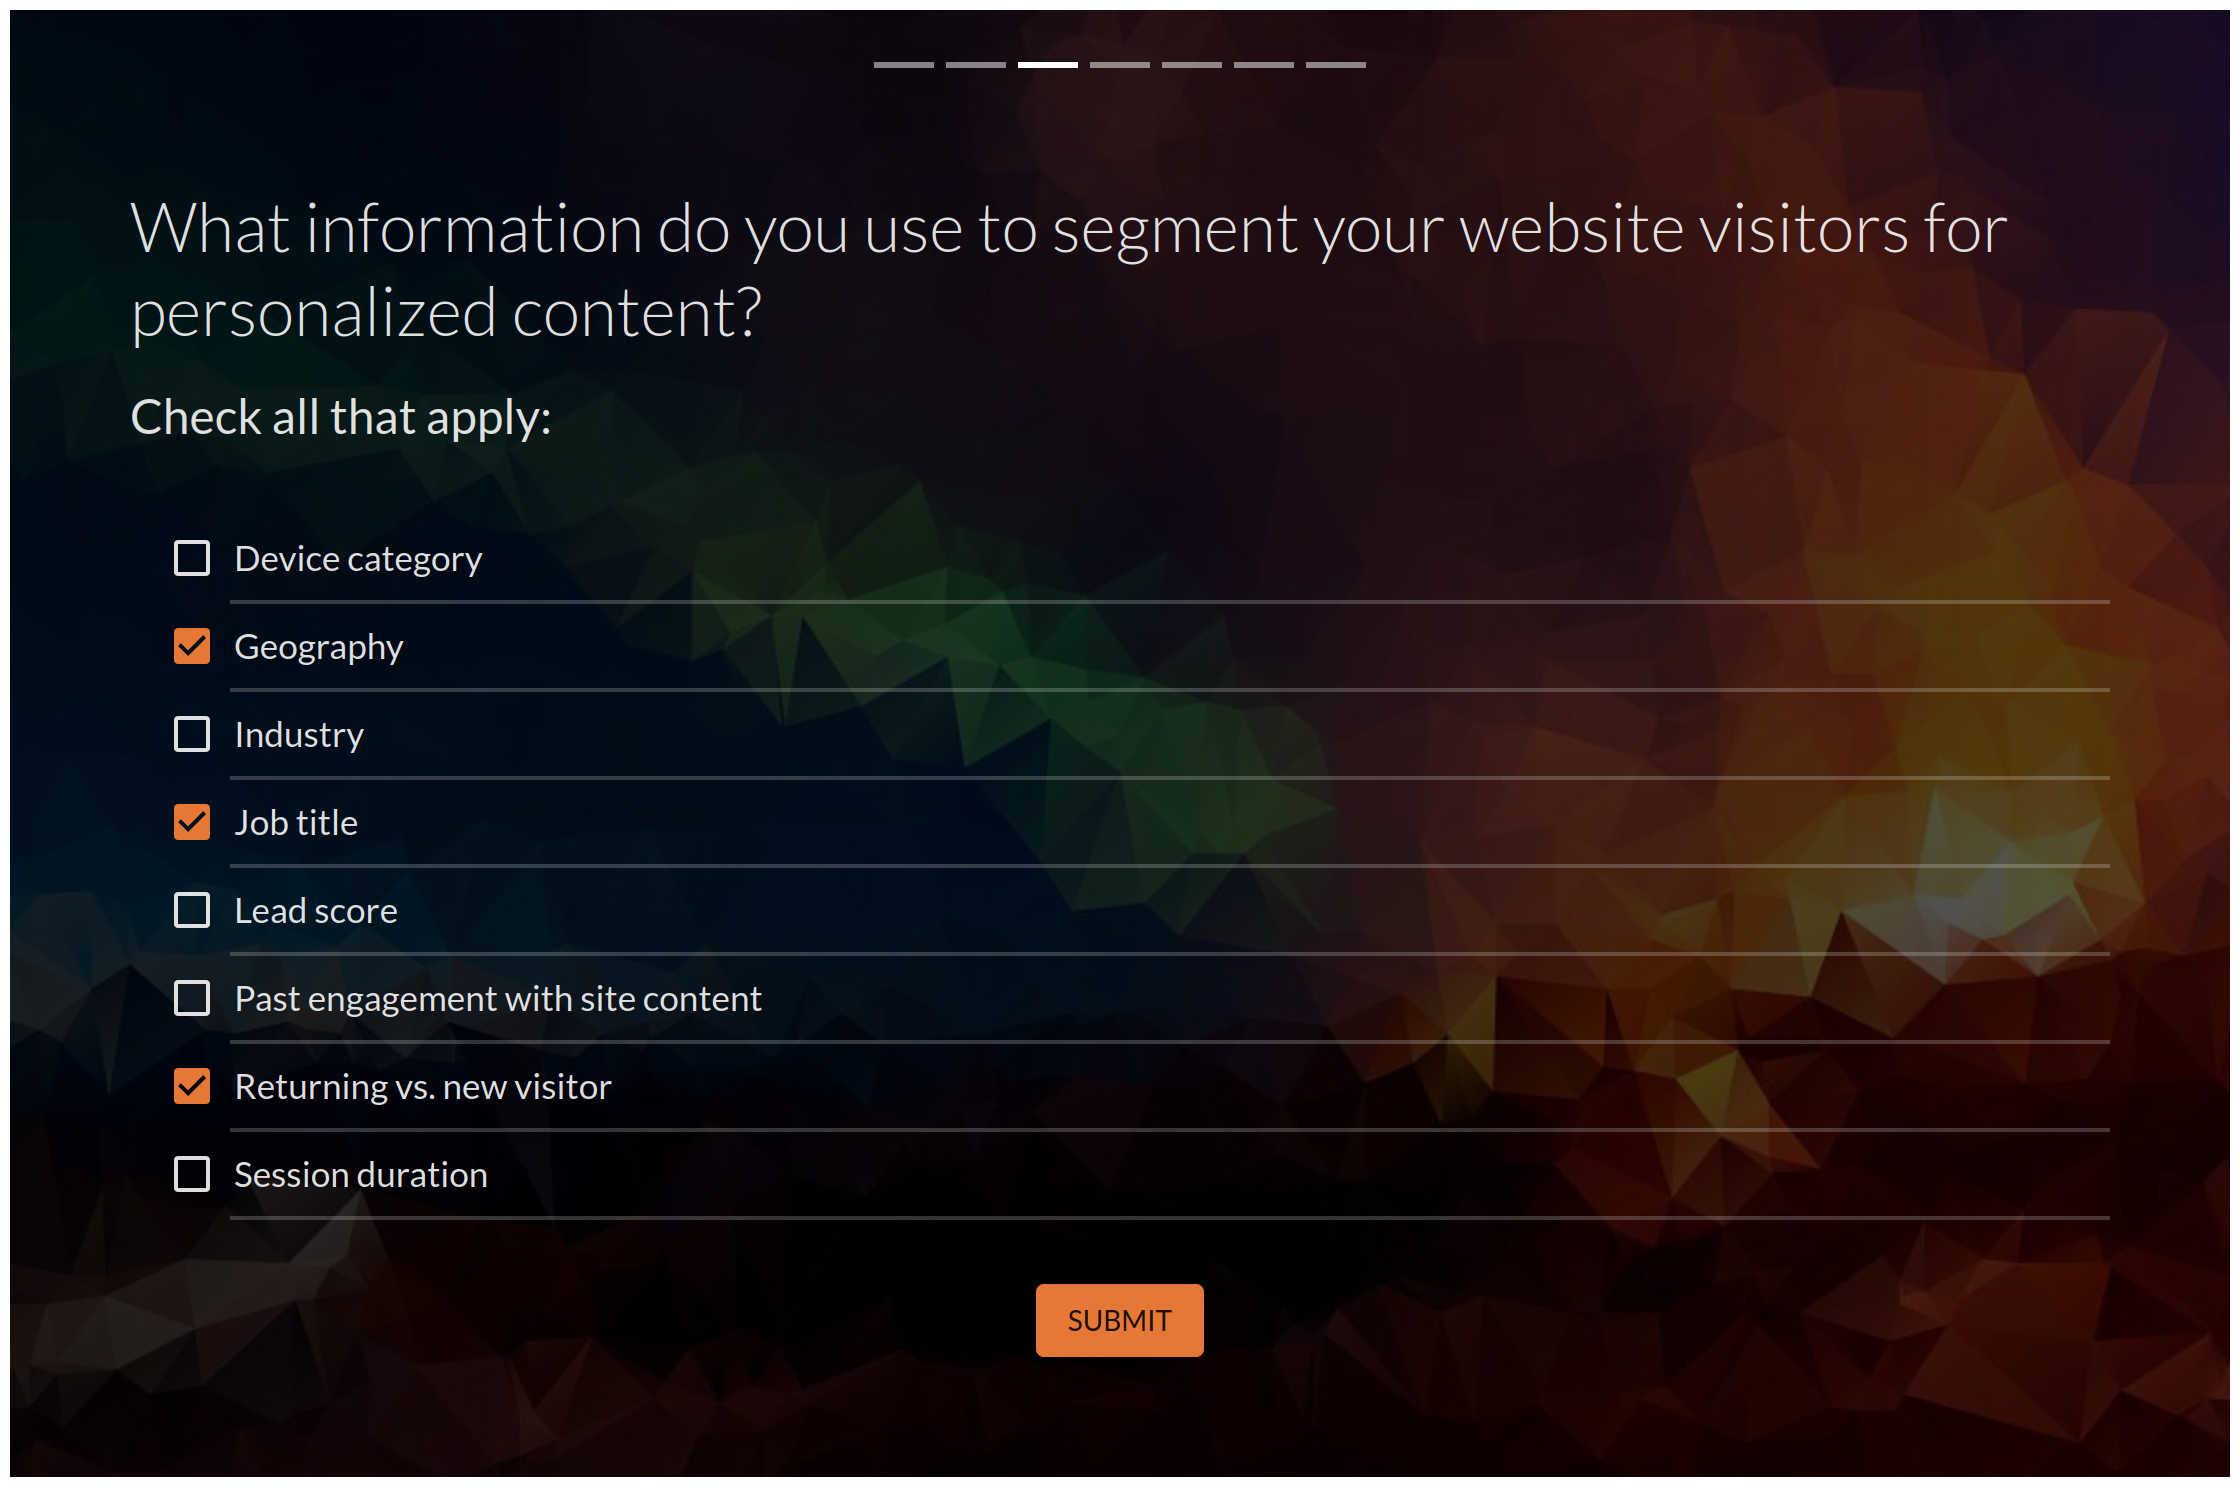 What information do you use to segment your website visitors for
personalized content?
Check all that apply:
Device category
Geography
Industry
Job title
Lead score
Past engagement with site content
Returning vs. new visitor
Session duration
SUBMIT